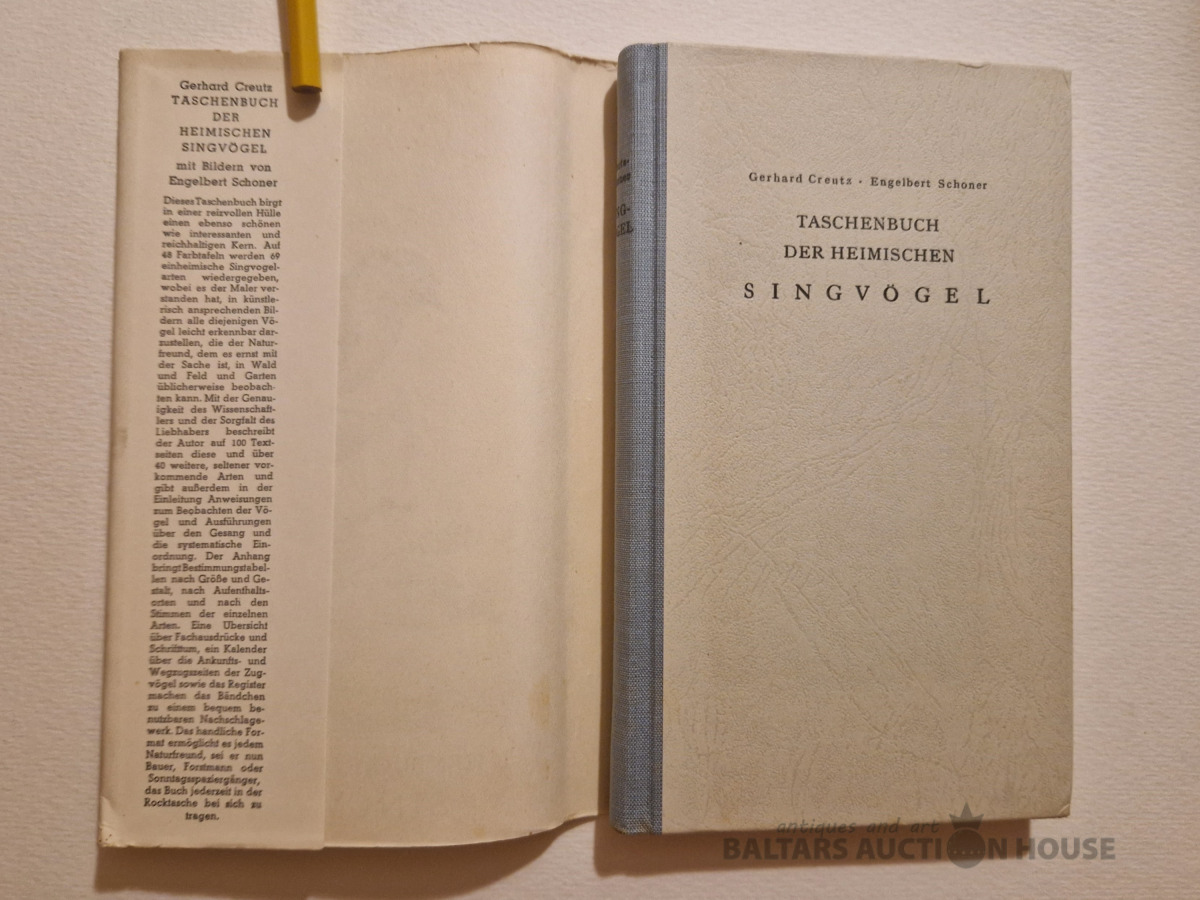 Gerhard Creutz
TASCHENBUCH
DER
HEIMISCHEN
SINGVÖGEL
mit Bildern von
Engelbert Schoner
Dieses Taschenbuch birgt
in einer reizvollen Hülle
einen ebenso schönen
wie interessanten und
reichhaltigen Kern. Auf
48 Farbtafeln werden 69
einheimische Singvogel-
arten wiedergegeben,
wobei es der Maler ver-
standen hat, in künstle-
risch ansprechenden Bil-
dern alle diejenigen Vö-
gel leicht erkennbar dar-
zustellen, die der Natur-
freund, dem es ernst mit
der Sache ist, in Wald
und Feld und Garten
üblicherweise beobach-
ten kann. Mit der Genau-
igkeit des Wissenschaft-
lers und der Sorgfalt des
Liebhabers beschreibt
der Autor auf 100 Text-
seiten diese und über
40 weitere, seltener vor-
kommende Arten und
gibt außerdem in der
Einleitung Anweisungen
zum Beobachten der Vö-
gel und Ausführungen
über den Gesang und
die systematische Ein-
ordnung. Der Anhang
bringt Bestimmungstabel-
len nach Größe und Ge-
stalt, nach Aufenthalts-
orten und nach den
Stimmen der einzelnen
Arten. Eine Übersicht
über Fachausdrücke und
Schrifttum, ein Kalender
über die Ankunfts- und
Wegzugszeiten der Zug-
vögel sowie das Register
machen das Bändchen
zu einem bequem be-
nutzbaren Nachschlage-
werk. Das handliche For-
mat ermöglicht es jedem
Naturfreund, sei er nun
Bauer, Forstmann oder
Sonntagsspaziergänger,
das Buch jederzeit in der
Rocktasche bei sich zu
tragen.
Gerhard Creutz · Engelbert Schoner
TASCHENBUCH
DER HEIMISCHEN
SINGVÖGEL
antiques and art
BALTARS AUCTION HOUSE